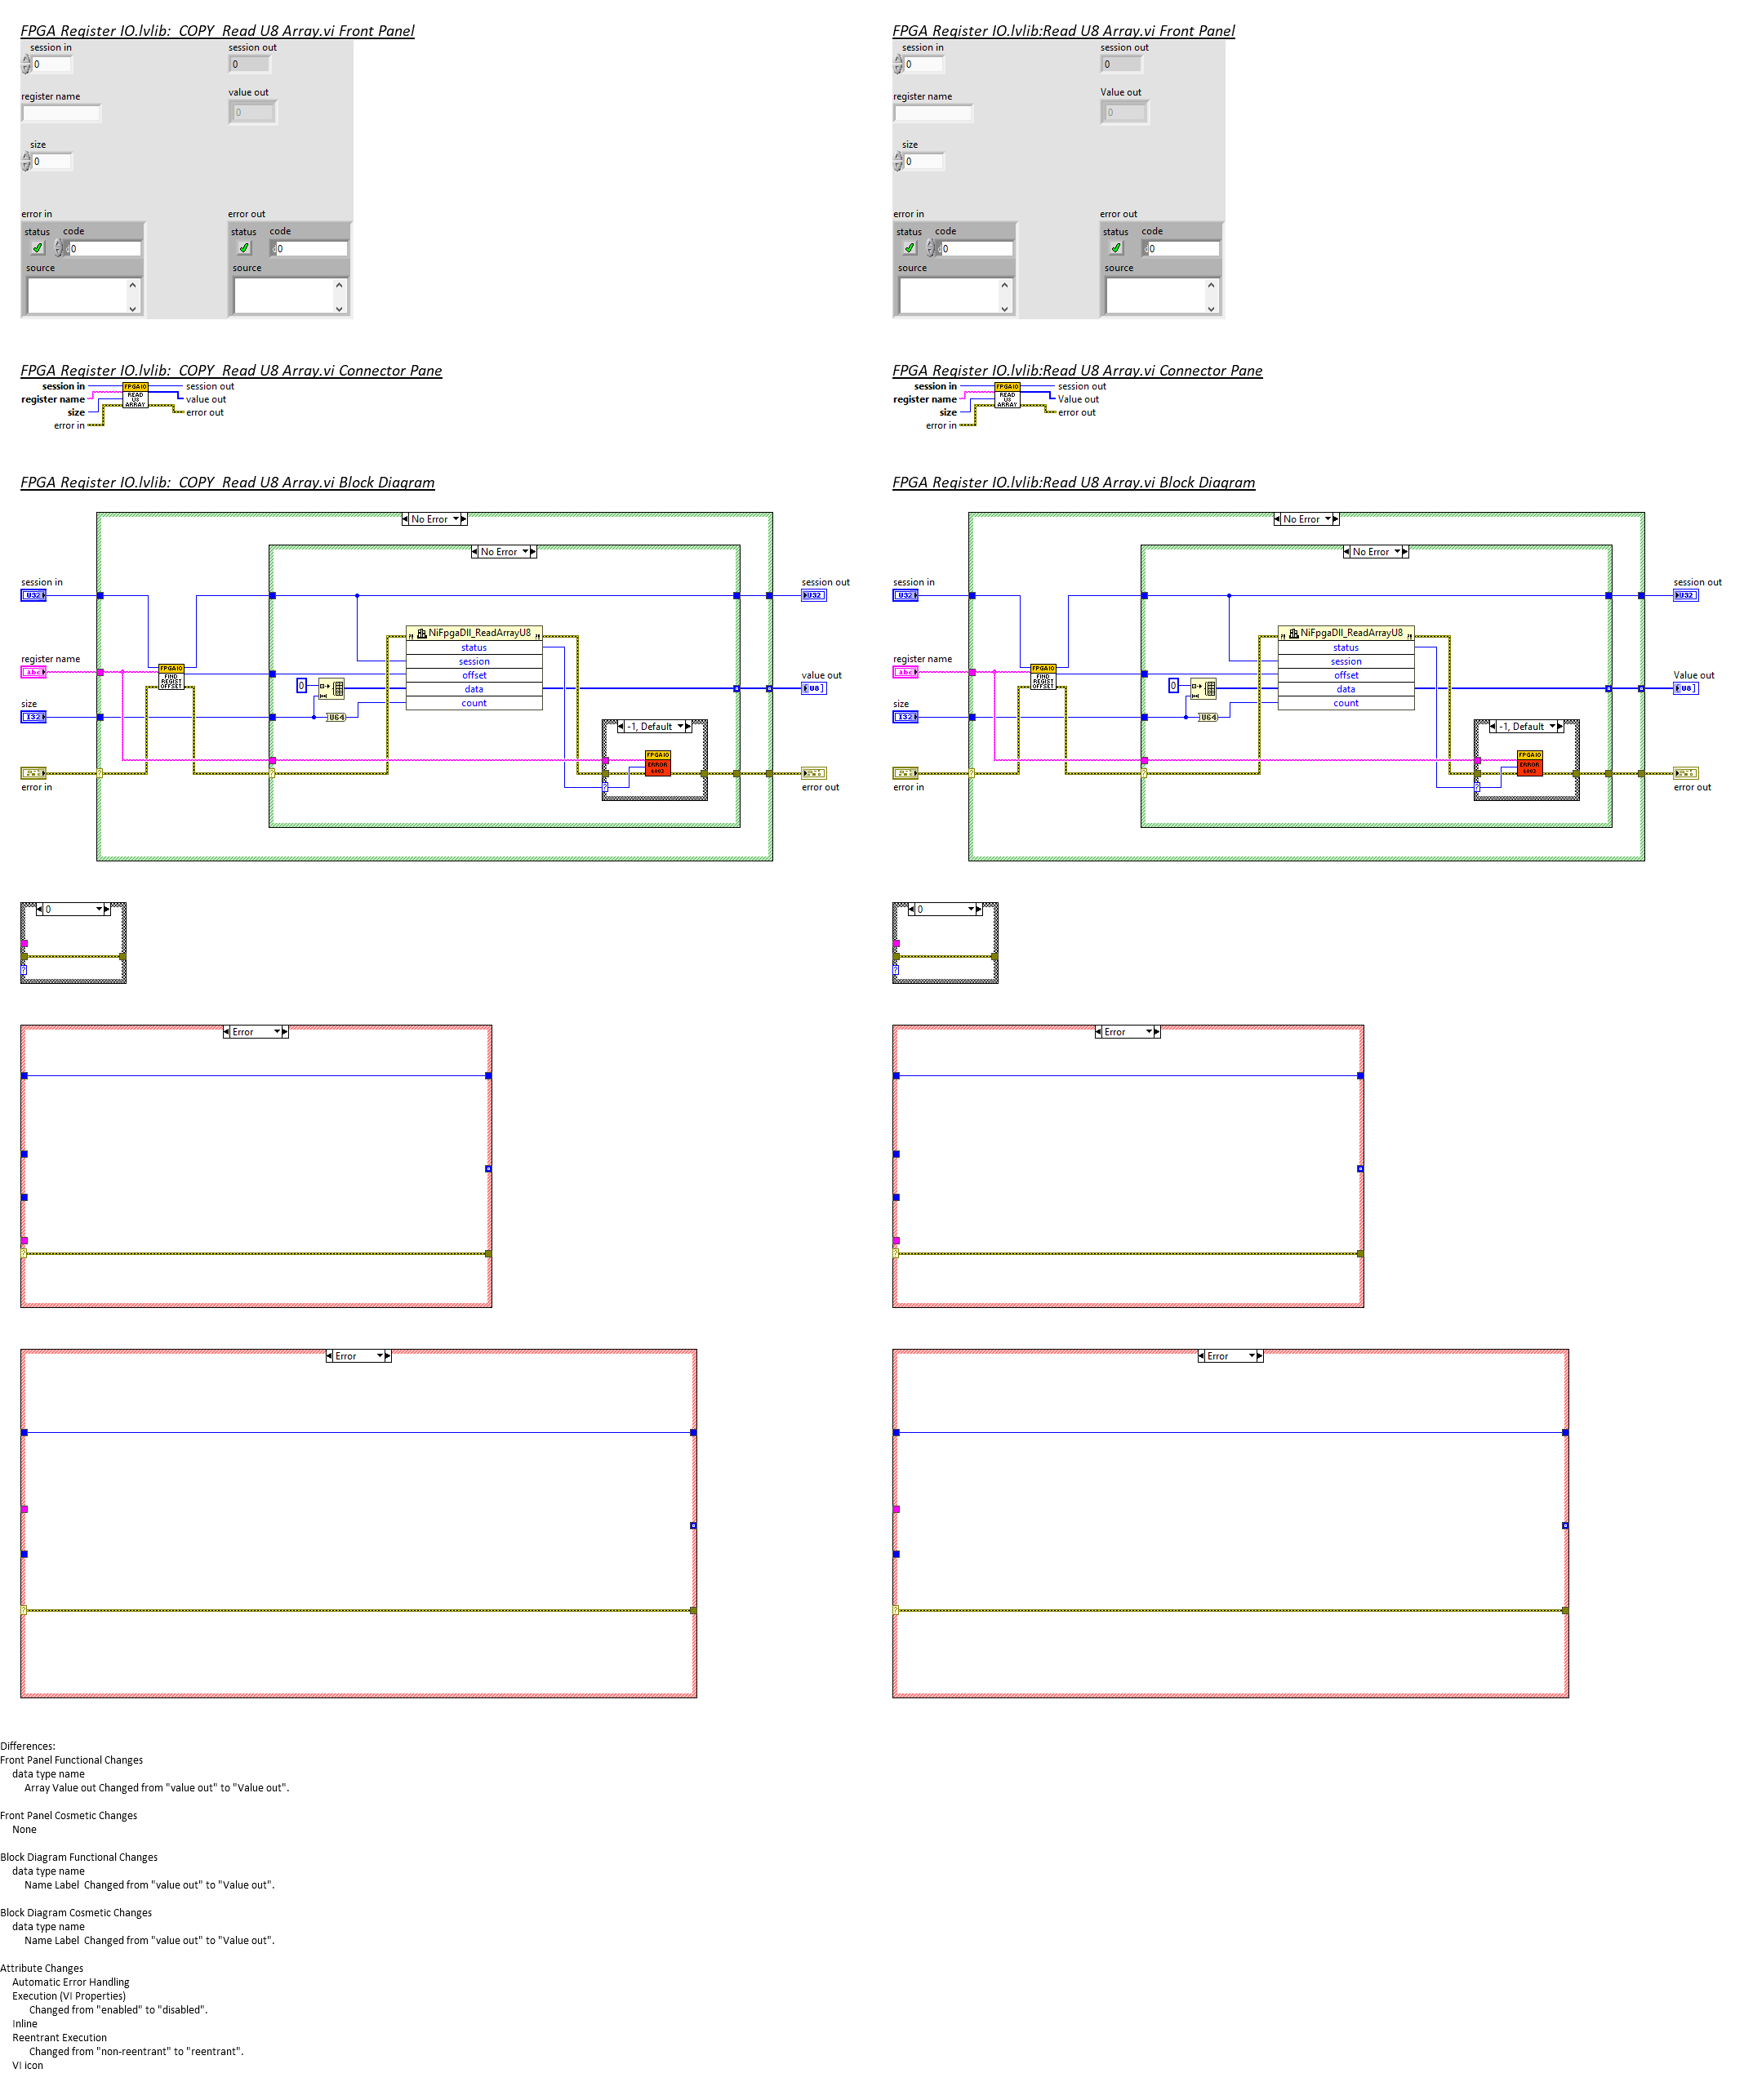 FPGA Register IO.lvlib:  COPY  Read U8 Array.vi Front Panel
session in
0
session out
0
register name
value out
0
size
0
error in
status
code
0
source
error out
status
code
0
source
FPGA Register IO.lvlib:  COPY  Read U8 Array.vi Connector Pane
session in
register name
size
error in
FPGAIO
READ
U8
ARRAY
session out
value out
error out
FPGA Register IO.lvlib:  COPY  Read U8 Array.vi Block Diagram
No Error
No Error
session in
U32
session out
U32
NiFpgaDll_ReadArrayU8
status
session
offset
data
count
register name
abc
FPGAIO
FIND
REGIST
OFFSET
0
value out
U8
size
I32
U64
-1, Default
FPGAIO
ERROR
6003
error in
error out
0
Error
Error
FPGA Register IO.lvlib:Read U8 Array.vi Front Panel
session in
0
session out
0
register name
Value out
0
size
0
error in
status
code
0
source
error out
status
code
0
source
FPGA Register IO.lvlib:Read U8 Array.vi Connector Pane
session in
register name
size
error in
FPGAIO
READ
U8
ARRAY
session out
Value out
error out
FPGA Register IO.lvlib:Read U8 Array.vi Block Diagram
No Error
No Error
session in
U32
session out
U32
NiFpgaDll_ReadArrayU8
status
session
offset
data
count
register name
abc
FPGAIO
FIND
REGIST
OFFSET
0
Value out
U8
size
I32
U64
-1, Default
FPGAIO
ERROR
6003
error in
error out
0
Error
Error
Differences:
Front Panel Functional Changes
data type name
Array Value out Changed from "value out" to "Value out".
Front Panel Cosmetic Changes
None
Block Diagram Functional Changes
data type name
Name Label  Changed from "value out" to "Value out".
Block Diagram Cosmetic Changes
data type name
Name Label  Changed from "value out" to "Value out".
Attribute Changes
Automatic Error Handling
Execution (VI Properties)
Changed from "enabled" to "disabled".
Inline
Reentrant Execution
Changed from "non-reentrant" to "reentrant".
VI icon